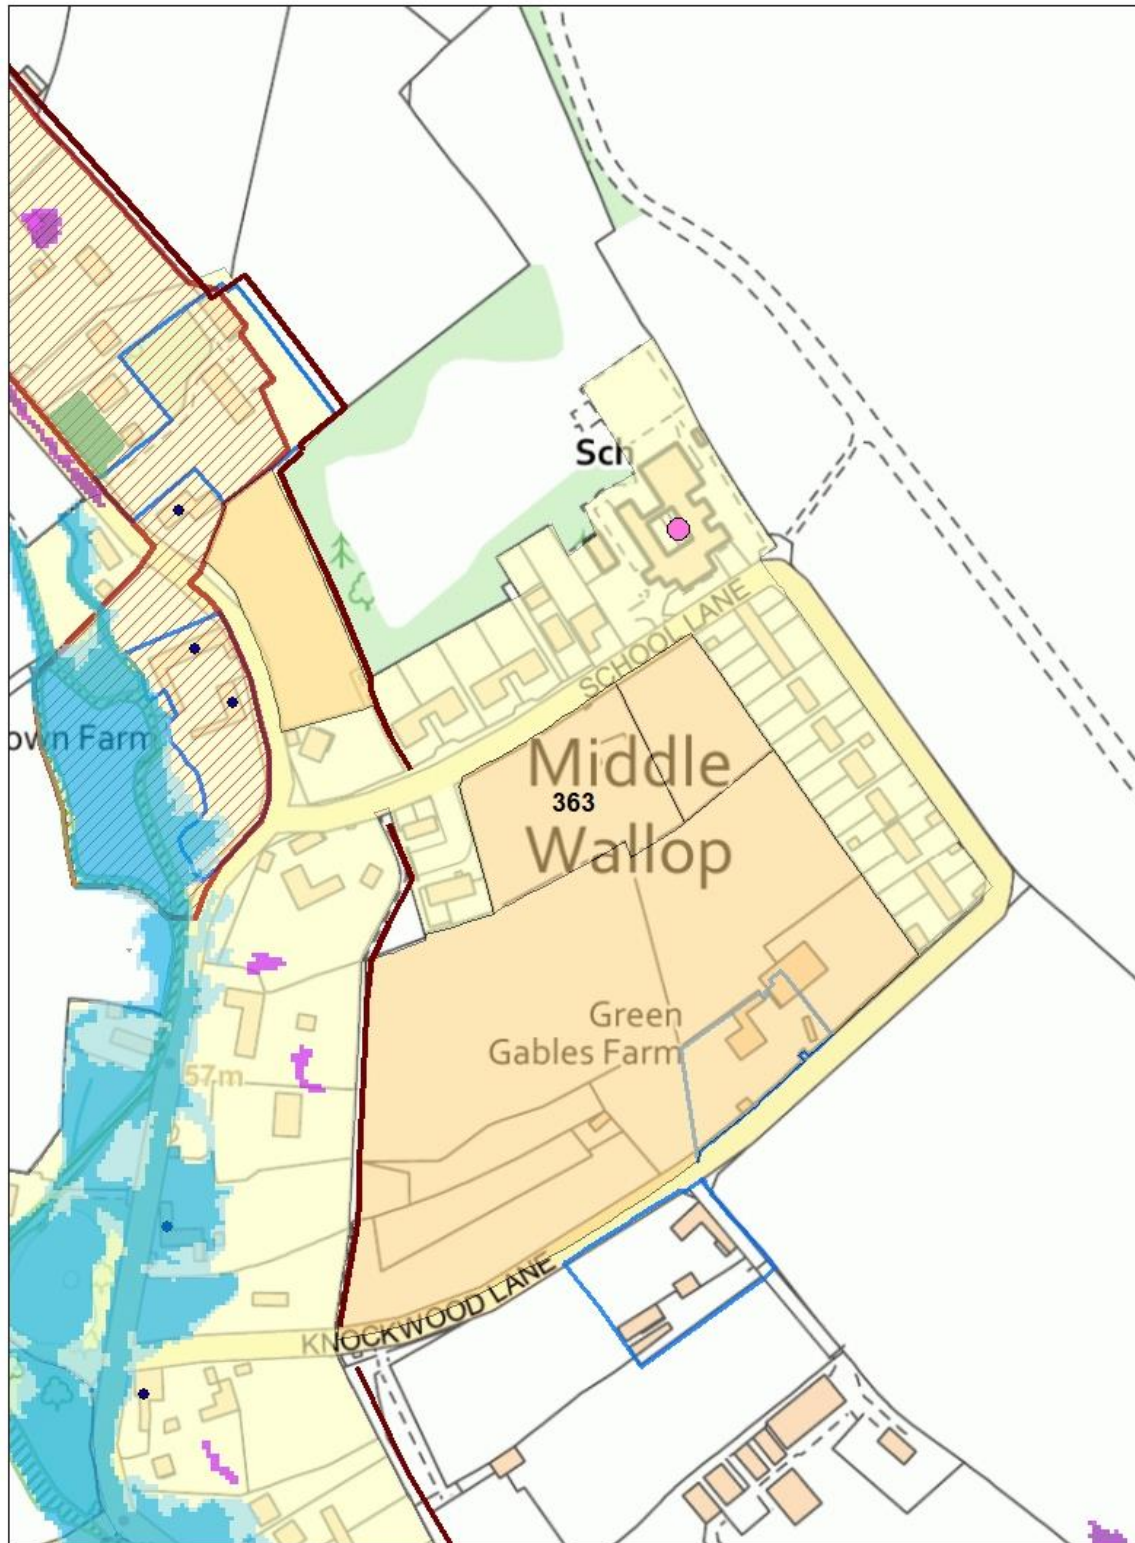 Sch
SCHOOL LANE
own Farm
Middle
363
Wallop
Green
Gables Farm
57m
KNOCKWOOD LANE